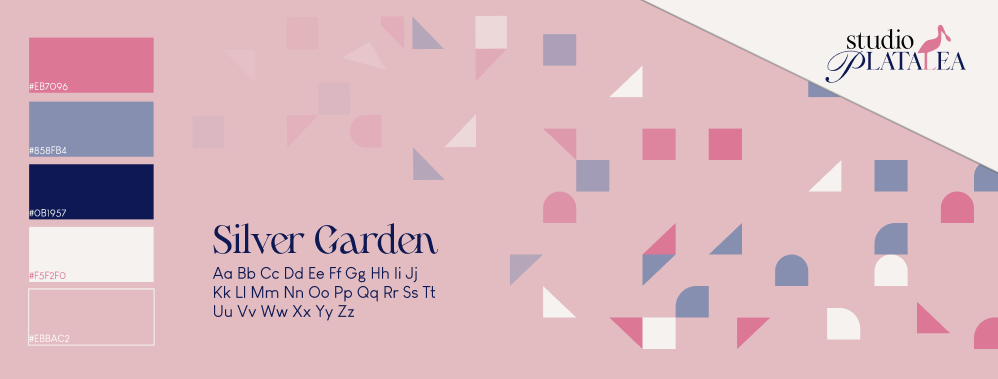 #EB7096
#858FB4
#0B1957
#F5F2F0
#EBBAC2
Silver Garden
Aa Bb Cc Dd Ee Ff Gg Hh Ii Jj
Kk Ll Mm Nn Oo Pp Qq Rr Ss Tt
Uu Vv Ww Xx Yy Zz
studio
PLATALEA